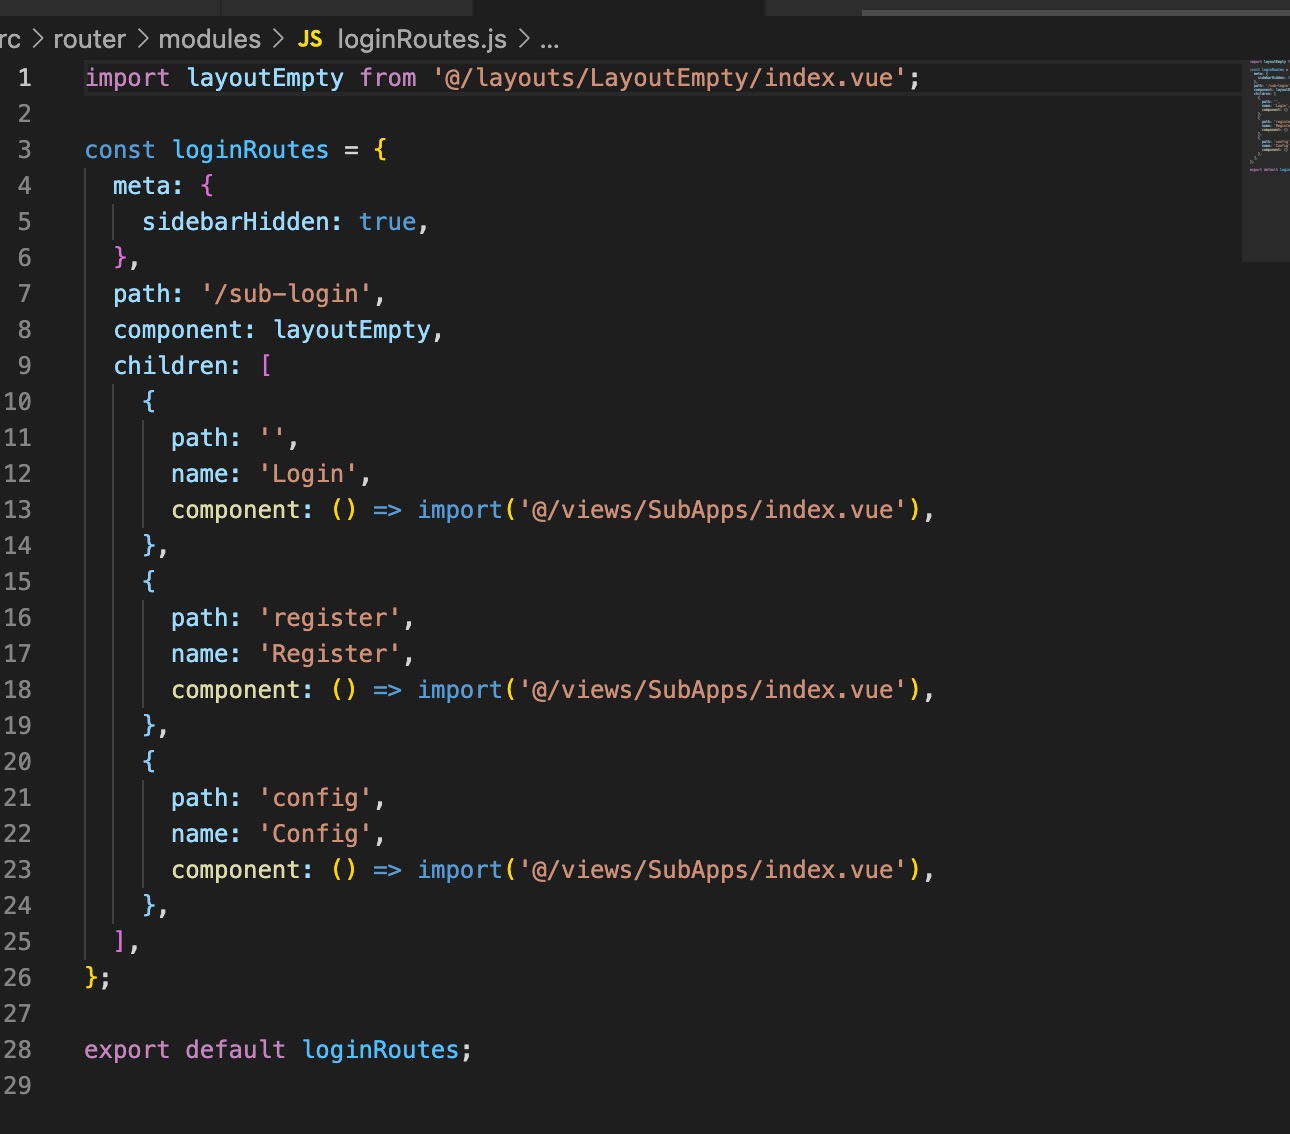 rc > router > modules > JS loginRoutes.js > ...
1 import layoutEmpty from '@/layouts/LayoutEmpty/index.vue';
2
3 const loginRoutes = {
4   meta: {
5     sidebarHidden: true,
6   },
7   path: '/sub-login',
8   component: layoutEmpty,
9   children: [
10     {
11       path: '',
12       name: 'Login',
13       component: () => import('@/views/SubApps/index.vue'),
14     },
15     {
16       path: 'register',
17       name: 'Register',
18       component: () => import('@/views/SubApps/index.vue'),
19     },
20     {
21       path: 'config',
22       name: 'Config',
23       component: () => import('@/views/SubApps/index.vue'),
24     },
25   ],
26 };
27
28 export default loginRoutes;
29